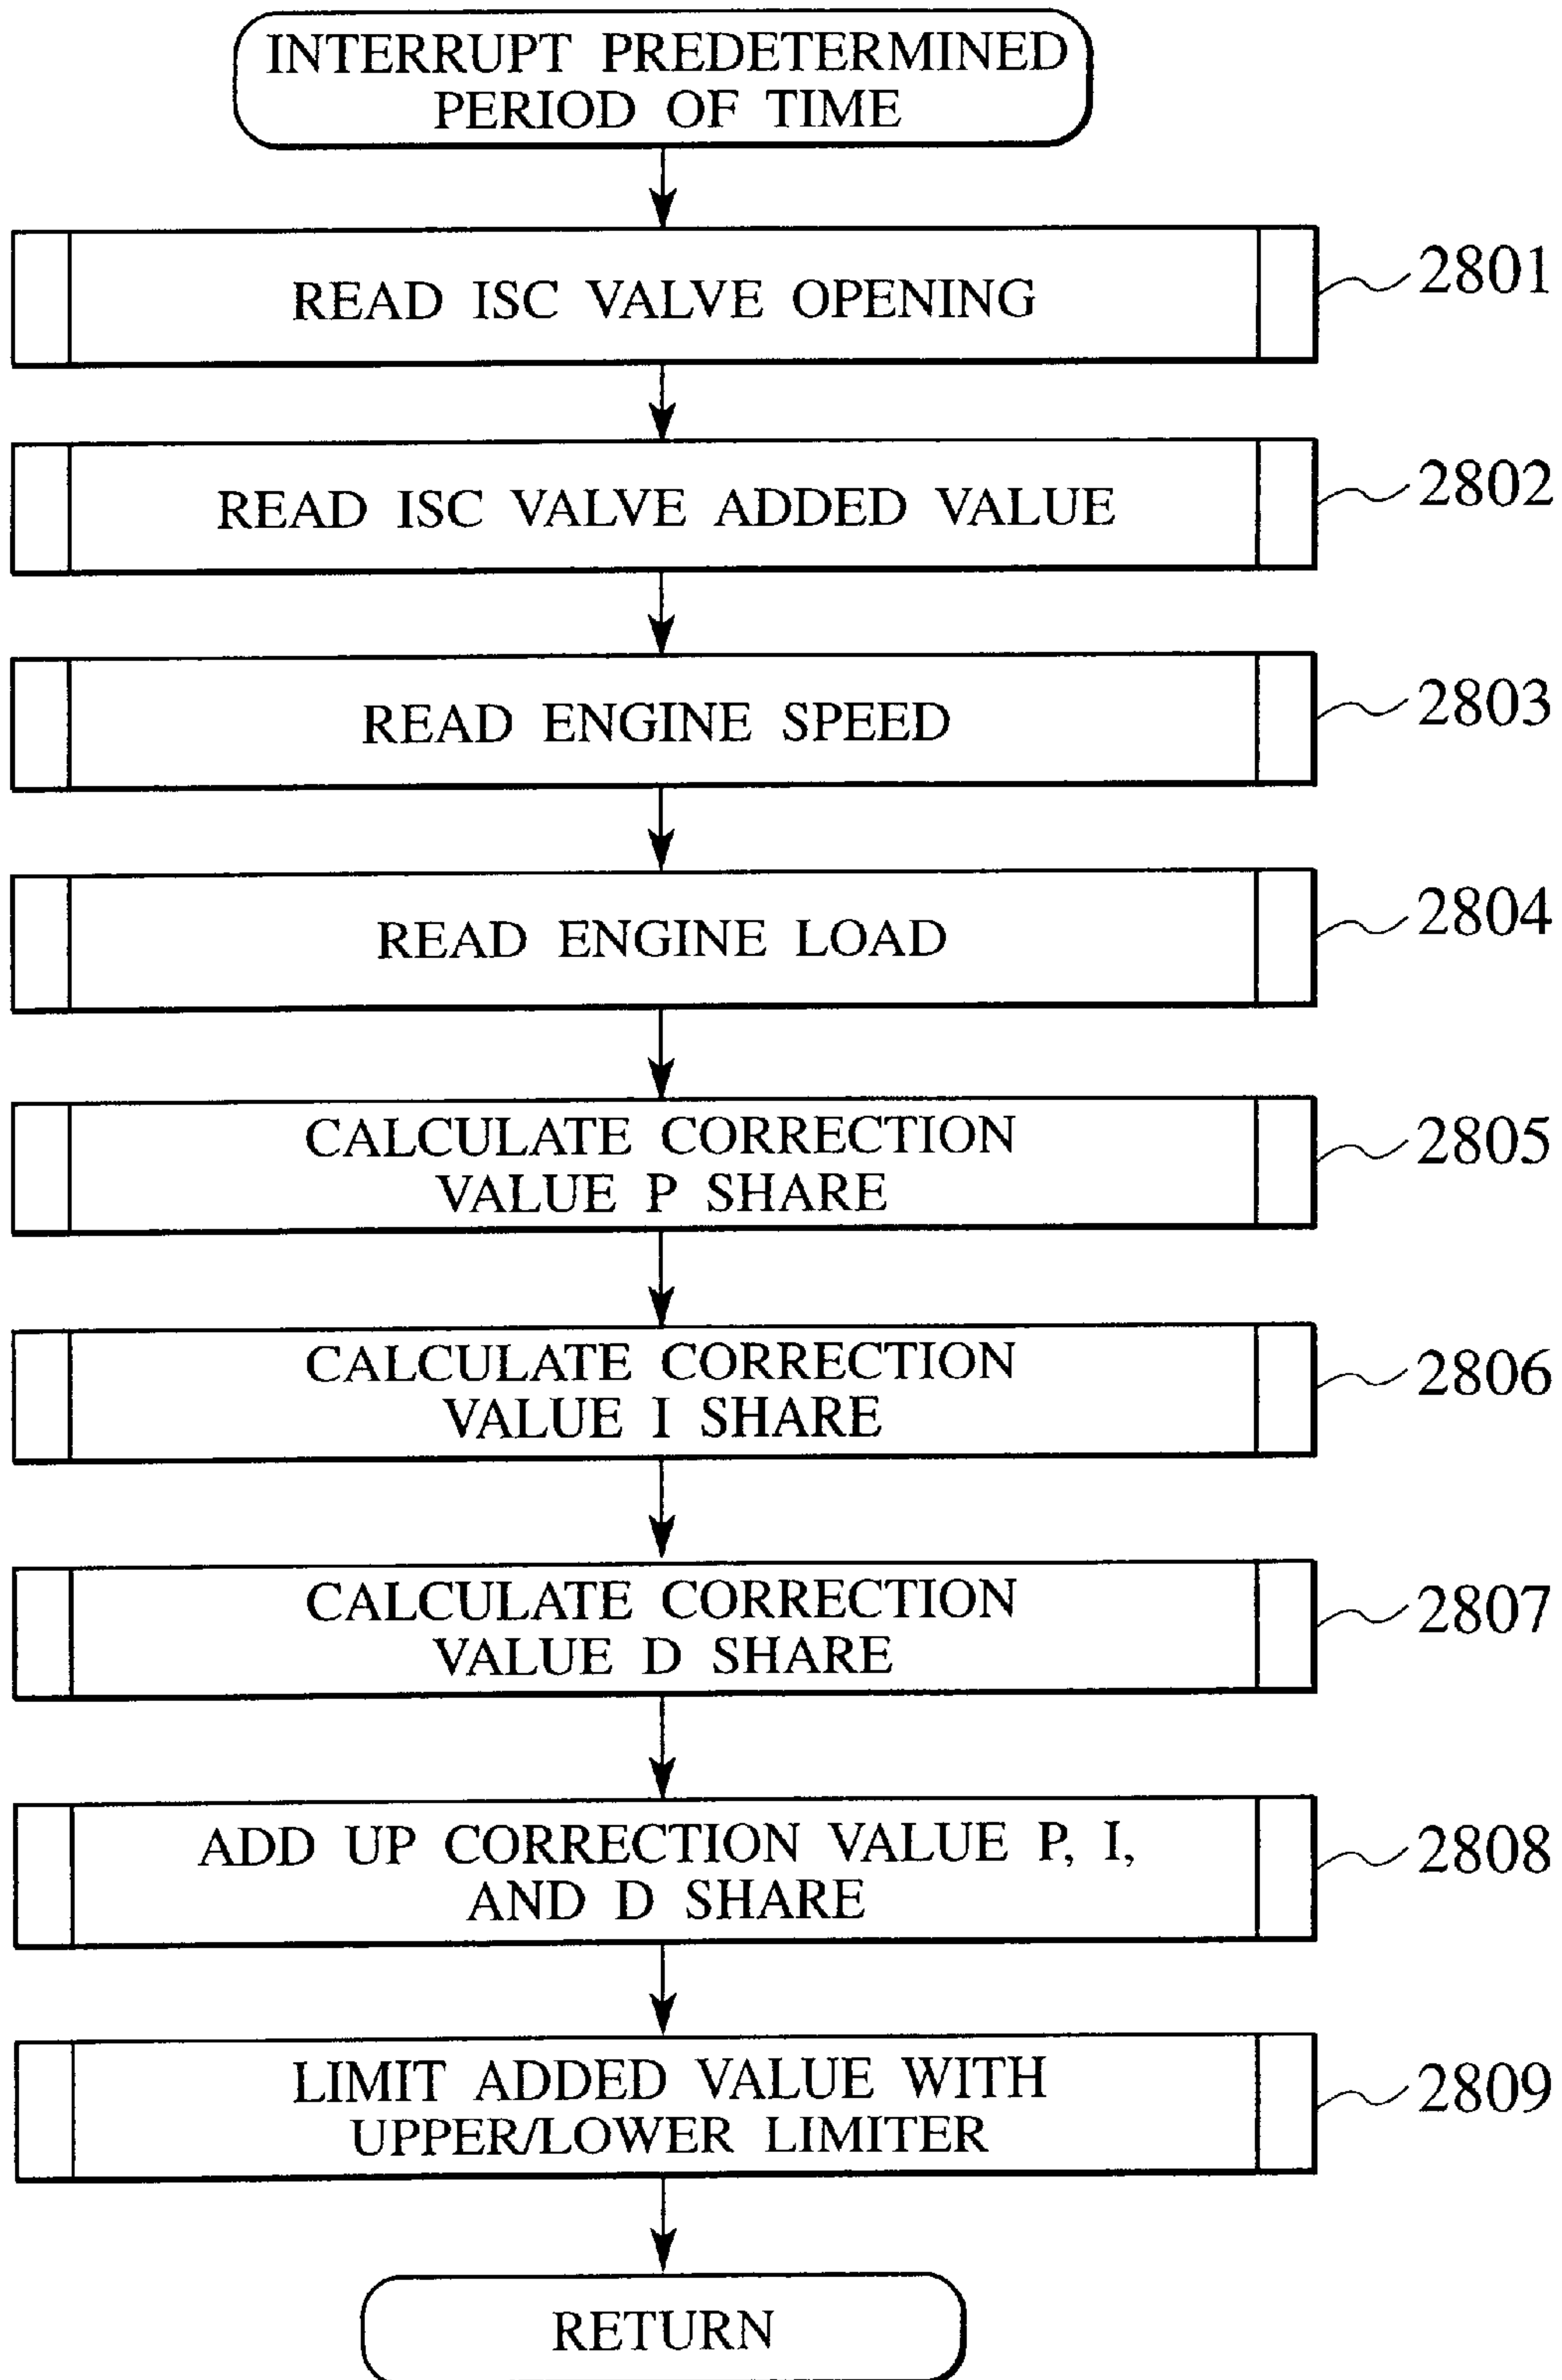 INTERRUPT PREDETERMINED
PERIOD OF TIME
READ ISC VALVE OPENING
2801
READ ISC VALVE ADDED VALUE
2802
READ ENGINE SPEED
2803
READ ENGINE LOAD
2804
CALCULATE CORRECTION
VALUE P SHARE
2805
CALCULATE CORRECTION
VALUE I SHARE
2806
CALCULATE CORRECTION
VALUE D SHARE
2807
ADD UP CORRECTION VALUE P, I,
AND D SHARE
2808
LIMIT ADDED VALUE WITH
UPPER/LOWER LIMITER
2809
RETURN